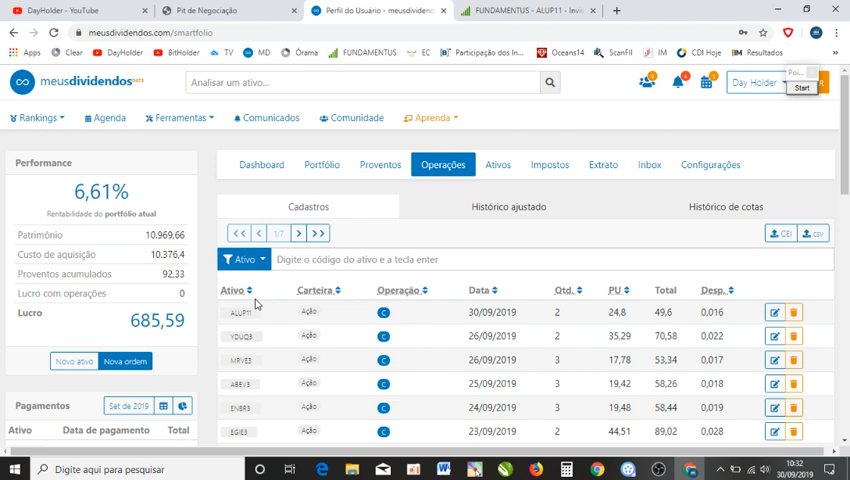 DayHolder - YouTube
Pit de Negociação
Perfil do Usuário - meusdividendos
FUNDAMENTUS - ALUP11 - Inves
meusdividendos.com/smartfolio
Apps Clear DayHolder BitHolder TV MD Órama FUNDAMENTUS EC Participação do Ins... Oceans14 ScanFII IM CDI Hoje Resultados
meusdividendos beta
Analisar um ativo...
Day Holder
Start
Rankings Agenda Ferramentas Comunicados Comunidade Aprenda
Performance
6,61%
Rentabilidade do portfólio atual
Patrimônio 10.969,66
Custo de aquisição 10.376,4
Proventos acumulados 92,33
Lucro com operações 0
Lucro 685,59
Novo ativo Nova ordem
Pagamentos Set de 2019
Ativo Data de pagamento Total
Dashboard Portfólio Proventos Operações Ativos Impostos Extrato Inbox Configurações
Cadastros Histórico ajustado Histórico de cotas
<< < 1/7 > >> CEI csv
Ativo Digite o código do ativo e a tecla enter
Ativo Carteira Operação Data Qtd. PU Total Desp.
ALUP11 Ação C 30/09/2019 2 24,8 49,6 0,016
YDUQ3 Ação C 26/09/2019 2 35,29 70,58 0,022
MRVE3 Ação C 26/09/2019 3 17,78 53,34 0,017
ABEV3 Ação C 25/09/2019 3 19,42 58,26 0,018
ENBR3 Ação C 24/09/2019 3 19,48 58,44 0,019
EGIE3 Ação C 23/09/2019 2 44,51 89,02 0,028
Digite aqui para pesquisar
10:32
30/09/2019